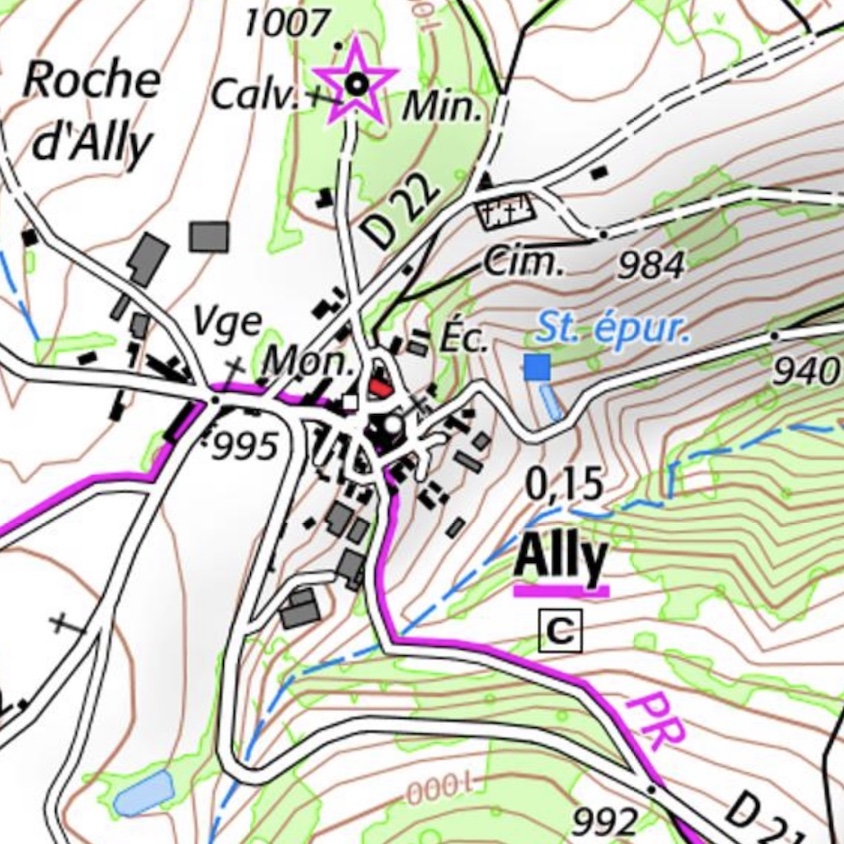 1007
Roche
d'Ally
Calv.
Min.
D 22
Cim.
984
Vge
Mon.
Éc.
St. épur.
940
995
0,15
Ally
C
PR
1000
992
D 21